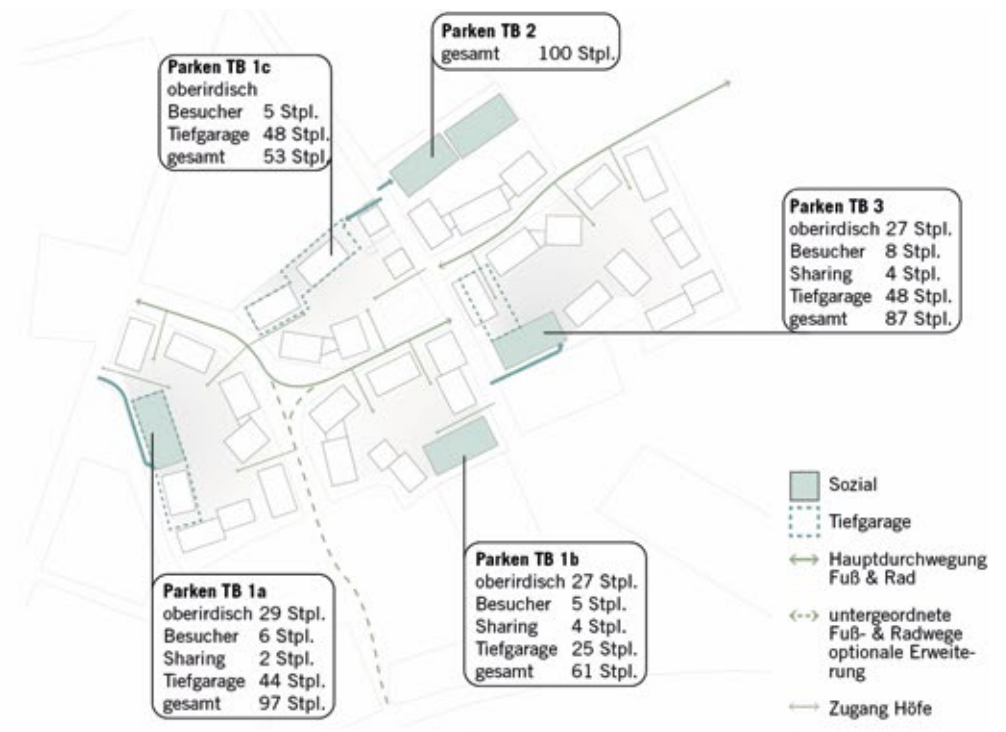 Parken TB 2
gesamt 100 Stpl.
Parken TB 1c
oberirdisch
Besucher 5 Stpl.
Tiefgarage 48 Stpl.
gesamt 53 Stpl.
Parken TB 3
oberirdisch 27 Stpl.
Besucher 8 Stpl.
Sharing 4 Stpl.
Tiefgarage 48 Stpl.
gesamt 87 Stpl.
Parken TB 1b
oberirdisch 27 Stpl.
Besucher 5 Stpl.
Sharing 4 Stpl.
Tiefgarage 25 Stpl.
gesamt 61 Stpl.
Parken TB 1a
oberirdisch 29 Stpl.
Besucher 6 Stpl.
Sharing 2 Stpl.
Tiefgarage 44 Stpl.
gesamt 97 Stpl.
Sozial
Tiefgarage
Hauptdurchwegung
Fuß & Rad
untergeordnete
Fuß- & Radwege
optionale Erweite-
rung
Zugang Höfe